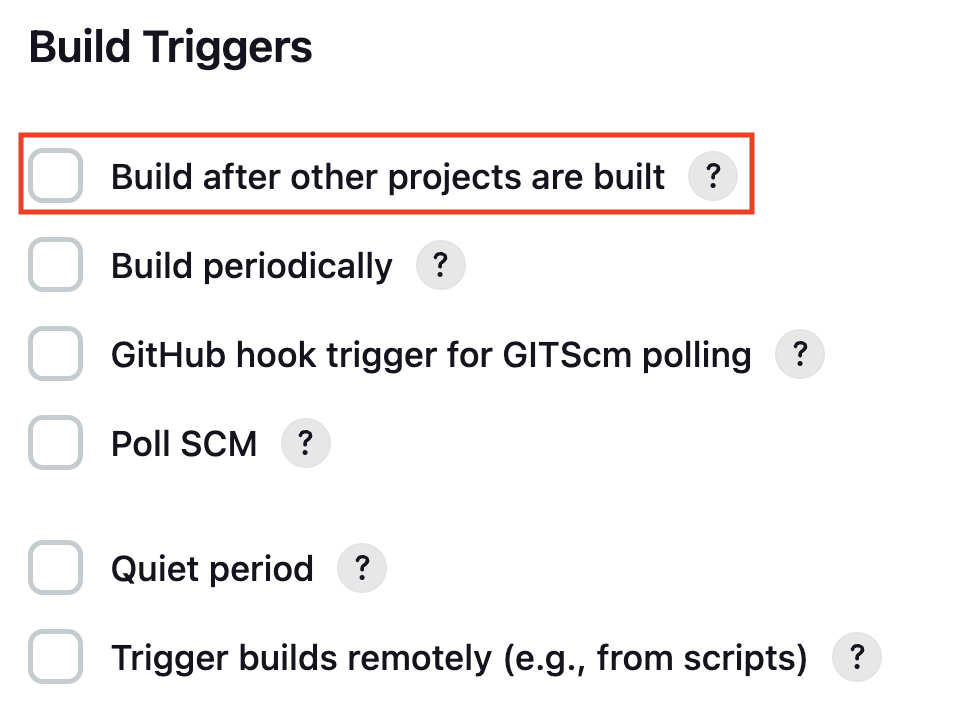 Build Triggers
Build after other projects are built ?
Build periodically ?
GitHub hook trigger for GITScm polling ?
Poll SCM ?
Quiet period ?
Trigger builds remotely (e.g., from scripts) ?